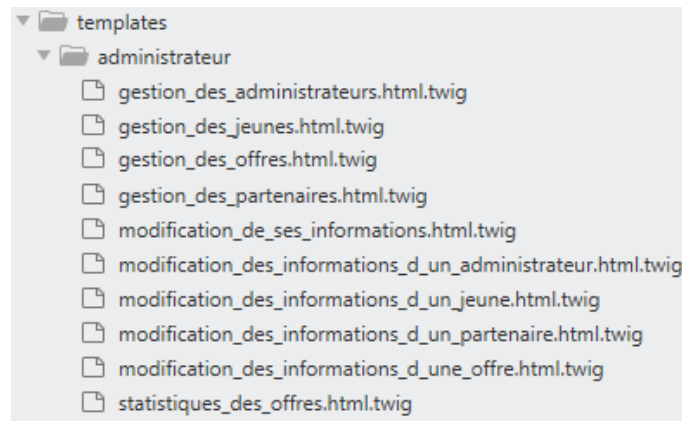 templates
administrateur
gestion_des_administrateurs.html.twig
gestion_des_jeunes.html.twig
gestion_des_offres.html.twig
gestion_des_partenaires.html.twig
modification_de_ses_informations.html.twig
modification_des_informations_d_un_administrateur.html.twig
modification_des_informations_d_un_jeune.html.twig
modification_des_informations_d_un_partenaire.html.twig
modification_des_informations_d_une_offre.html.twig
statistiques_des_offres.html.twig